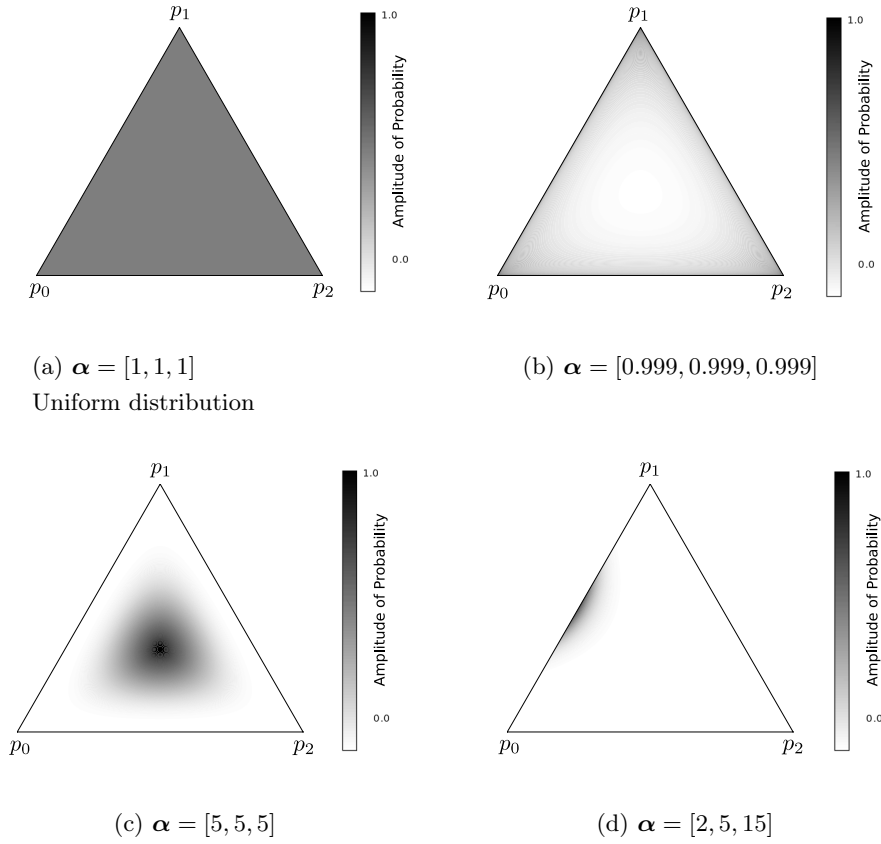 p₁
1.0
Amplitude of Probability
0.0
p₀
p₂
(a) α = [1, 1, 1]
Uniform distribution
p₁
1.0
Amplitude of Probability
0.0
p₀
p₂
(b) α = [0.999, 0.999, 0.999]
p₁
1.0
Amplitude of Probability
0.0
p₀
p₂
(c) α = [5, 5, 5]
p₁
1.0
Amplitude of Probability
0.0
p₀
p₂
(d) α = [2, 5, 15]